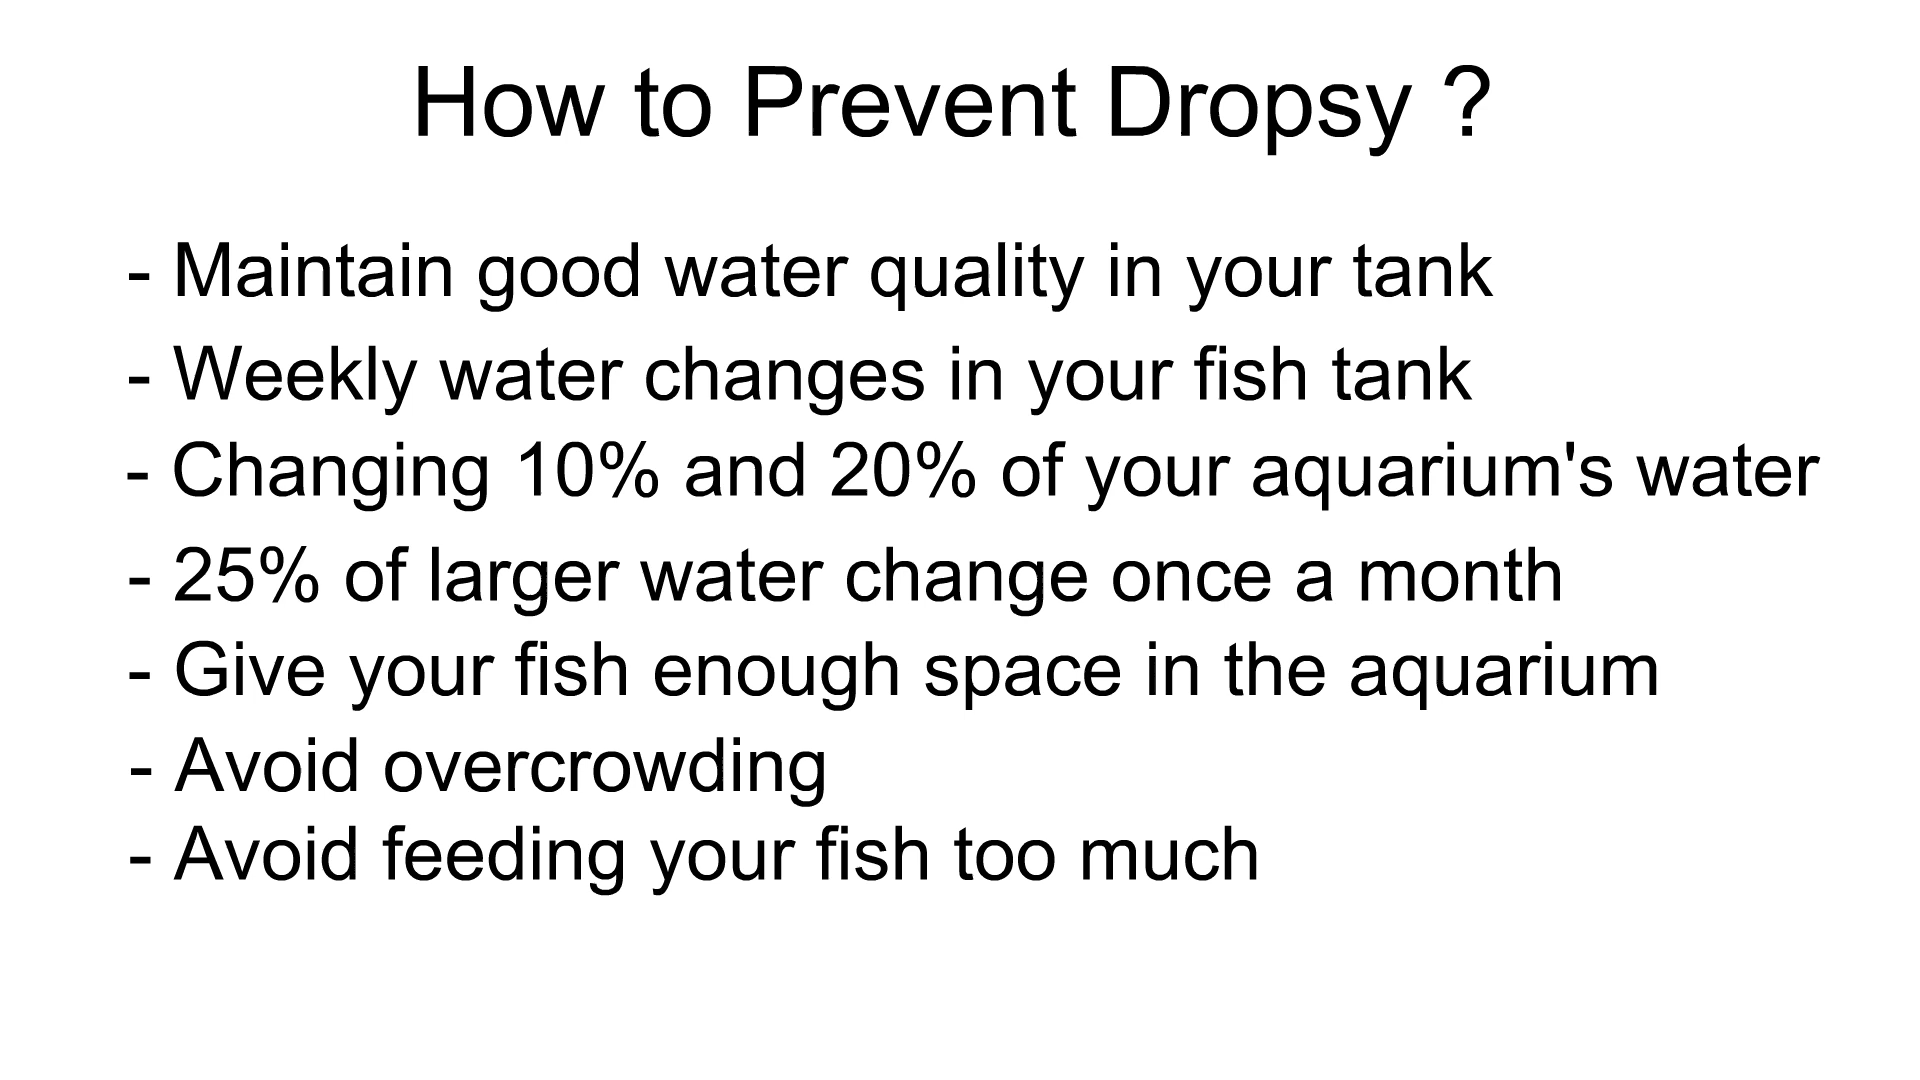 How to Prevent Dropsy ?
- Maintain good water quality in your tank
- Weekly water changes in your fish tank
- Changing 10% and 20% of your aquarium's water
- 25% of larger water change once a month
- Give your fish enough space in the aquarium
- Avoid overcrowding
- Avoid feeding your fish too much